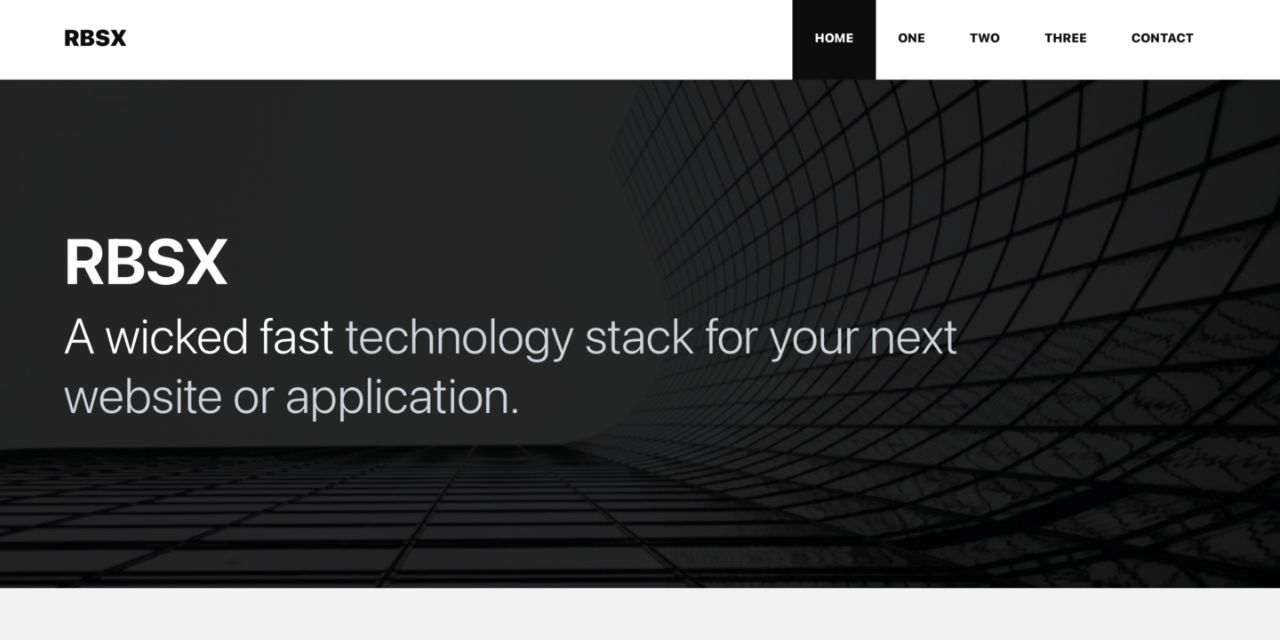 RBSX
HOME ONE TWO THREE CONTACT
RBSX
A wicked fast technology stack for your next
website or application.